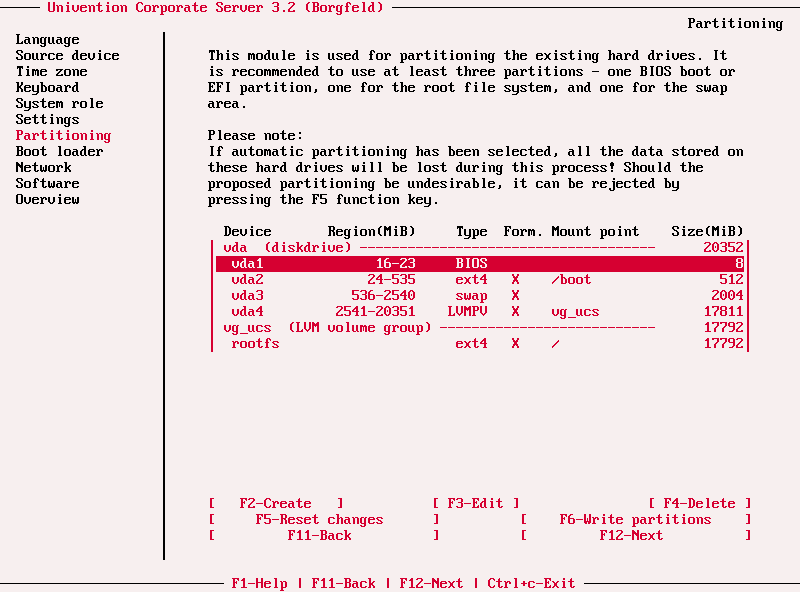 Univention Corporate Server 3.2 (Borgfeld)
Partitioning
Language
Source device
Time zone
Keyboard
System role
Settings
Partitioning
Boot loader
Network
Software
Overview
This module is used for partitioning the existing hard drives. It
is recommended to use at least three partitions - one BIOS boot or
EFI partition, one for the root file system, and one for the swap
area.
Please note:
If automatic partitioning has been selected, all the data stored on
these hard drives will be lost during this process! Should the
proposed partitioning be undesirable, it can be rejected by
pressing the F5 function key.
Device Region(MiB) Type Form. Mount point Size(MiB)
vda (diskdrive) ------------------------------------- 20352
vda1 16-23 BIOS 8
vda2 24-535 ext4 X /boot 512
vda3 536-2540 swap X 2004
vda4 2541-20351 LVMPV X vg_ucs 17811
vg_ucs (LVM volume group) --------------------------- 17792
rootfs ext4 X / 17792
[ F2-Create ] [ F3-Edit ] [ F4-Delete ]
[ F5-Reset changes ] [ F6-Write partitions ]
[ F11-Back ] [ F12-Next ]
F1-Help | F11-Back | F12-Next | Ctrl+c-Exit